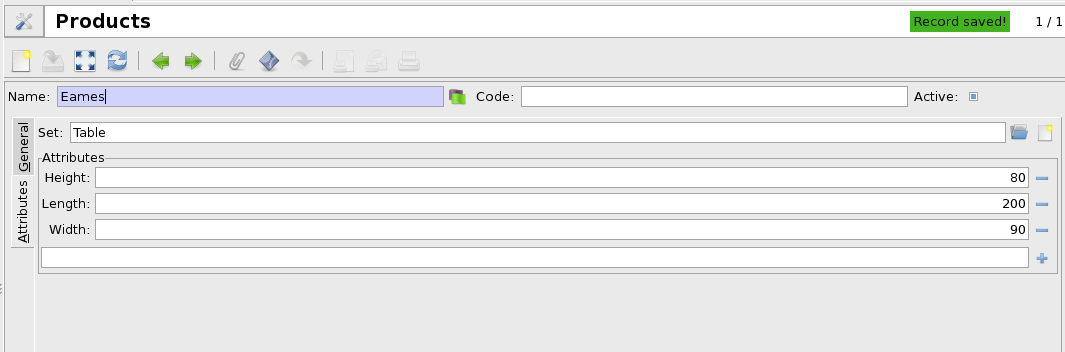 Products Record saved! 1 / 1
Name: Eames Code: Active:
General
Attributes
Set: Table
Attributes
Height: 80
Length: 200
Width: 90